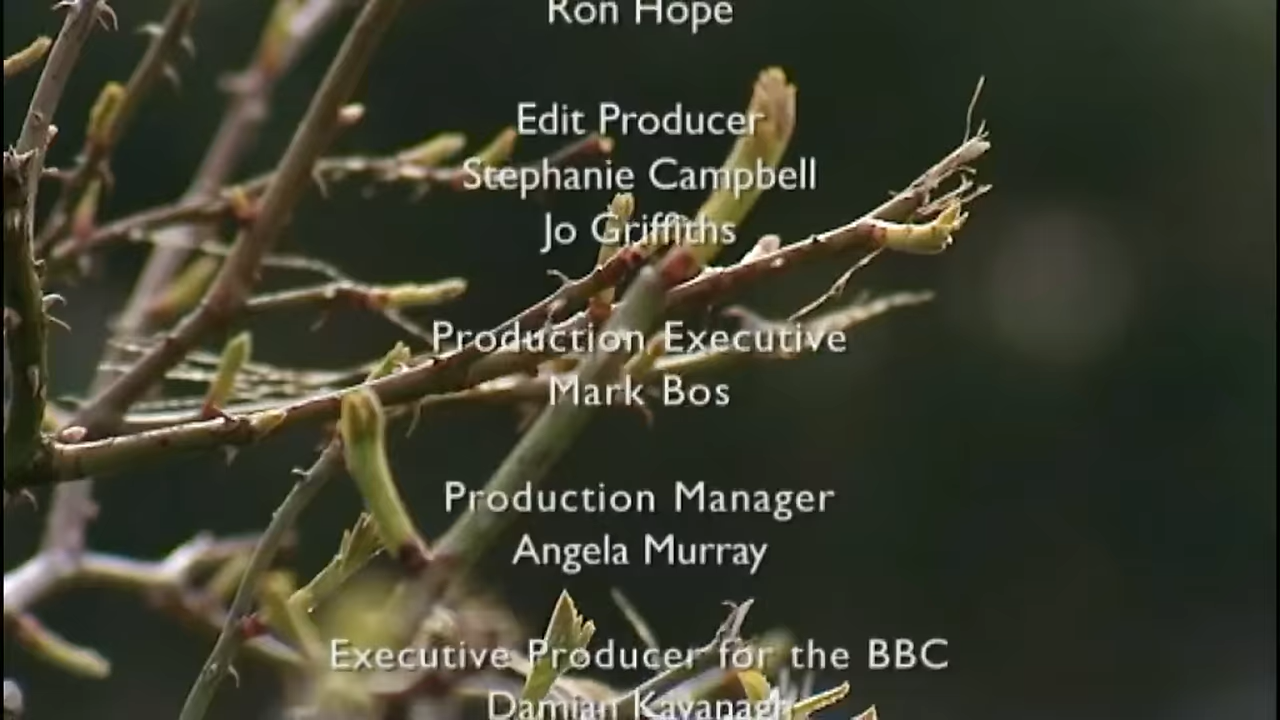 Ron Hope
Edit Producer
Stephanie Campbell
Jo Griffiths
Production Executive
Mark Bos
Production Manager
Angela Murray
Executive Producer for the BBC
Damian Kavanagh